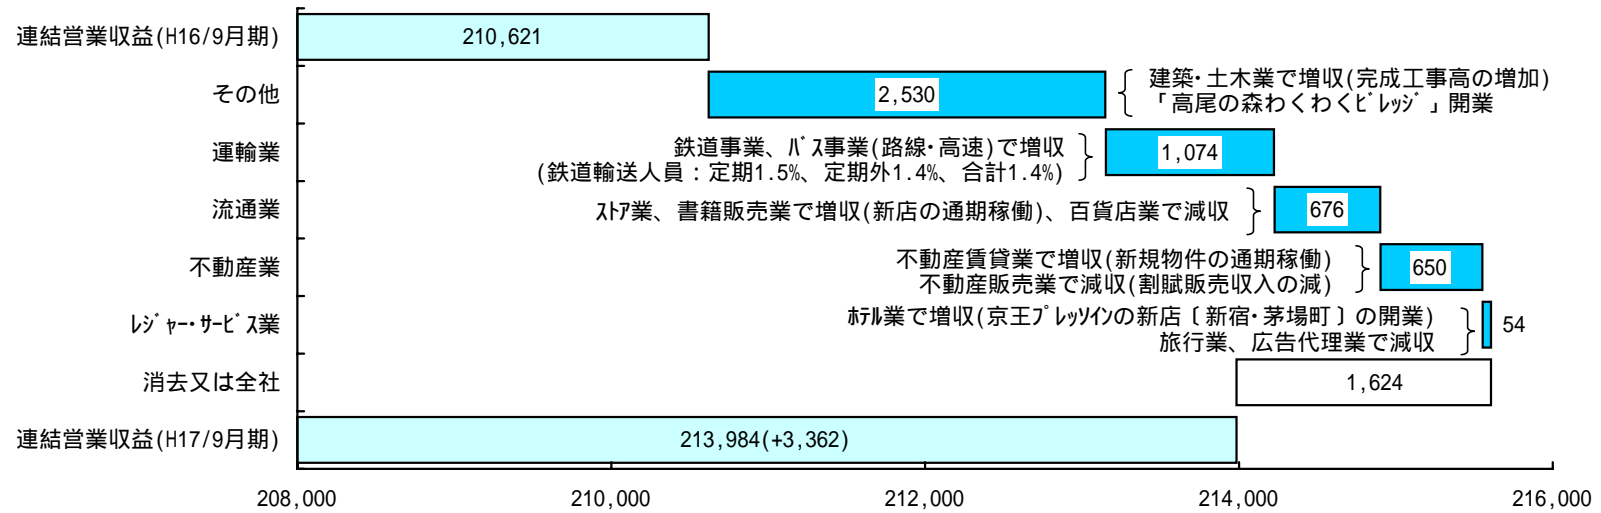 連結営業収益(H16/9月期)
210,621
その他
2,530
建築・土木業で増収(完成工事高の増加)
「高尾の森わくわくﾋﾞﾚｯｼﾞ」開業
運輸業
鉄道事業、ﾊﾞｽ事業(路線・高速)で増収
(鉄道輸送人員：定期1.5%、定期外1.4%、合計1.4%)
1,074
流通業
ｽﾄｱ業、書籍販売業で増収(新店の通期稼働)、百貨店業で減収
676
不動産業
不動産賃貸業で増収(新規物件の通期稼働)
不動産販売業で減収(割賦販売収入の減)
650
ﾚｼﾞｬｰ・ｻｰﾋﾞｽ業
ﾎﾃﾙ業で増収(京王ﾌﾟﾚｯｿｲﾝの新店〔新宿・茅場町〕の開業)
旅行業、広告代理業で減収
54
消去又は全社
1,624
連結営業収益(H17/9月期)
213,984(+3,362)
208,000
210,000
212,000
214,000
216,000